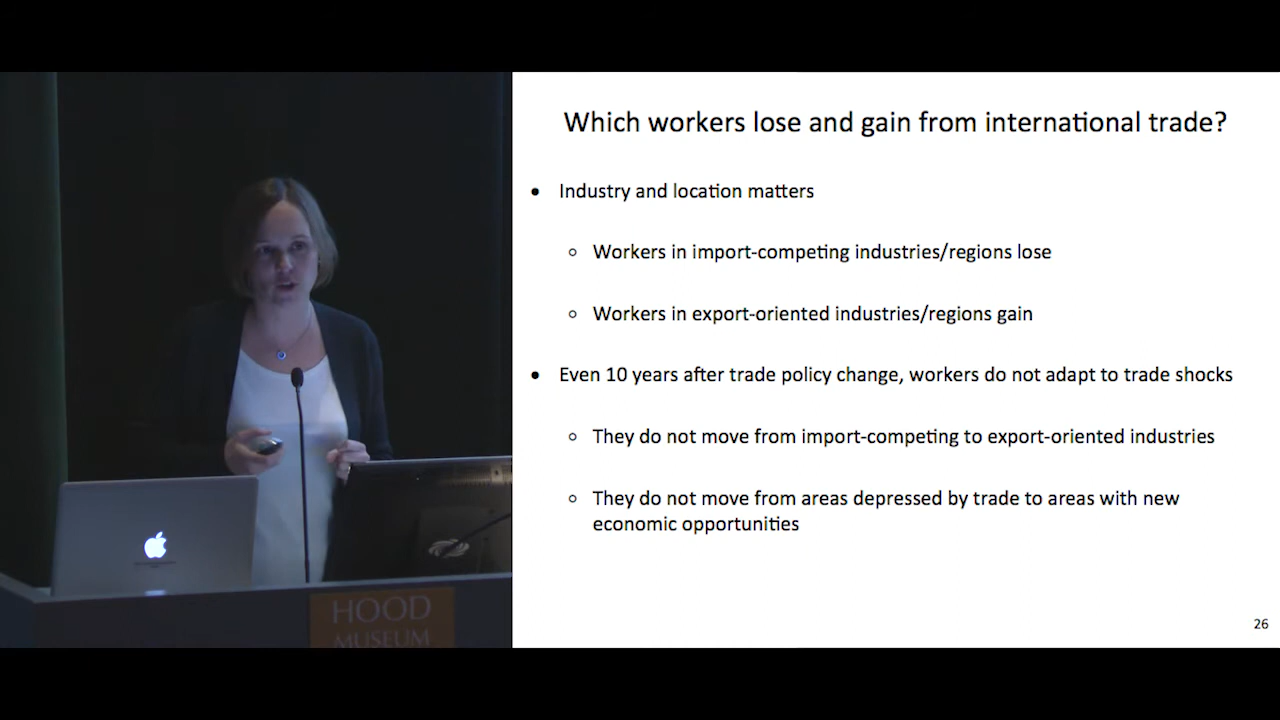 Which workers lose and gain from international trade?
• Industry and location matters
○ Workers in import-competing industries/regions lose
○ Workers in export-oriented industries/regions gain
• Even 10 years after trade policy change, workers do not adapt to trade shocks
○ They do not move from import-competing to export-oriented industries
○ They do not move from areas depressed by trade to areas with new
economic opportunities
26
HOOD
MUSEUM